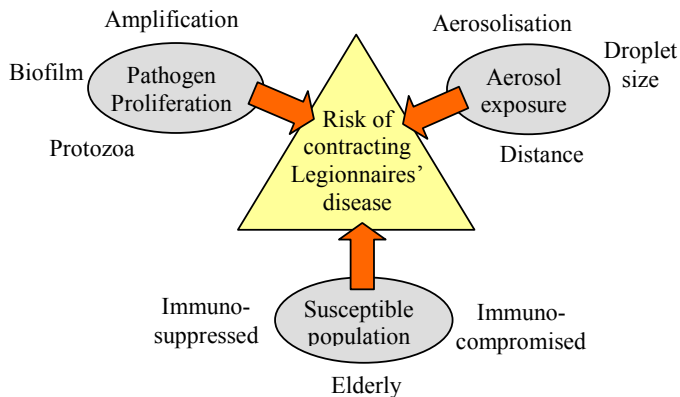 Amplification
Biofilm
Pathogen
Proliferation
Protozoa
Risk of
contracting
Legionnaires’
disease
Aerosolisation
Droplet
size
Aerosol
exposure
Distance
Immuno-
suppressed
Susceptible
population
Immuno-
compromised
Elderly